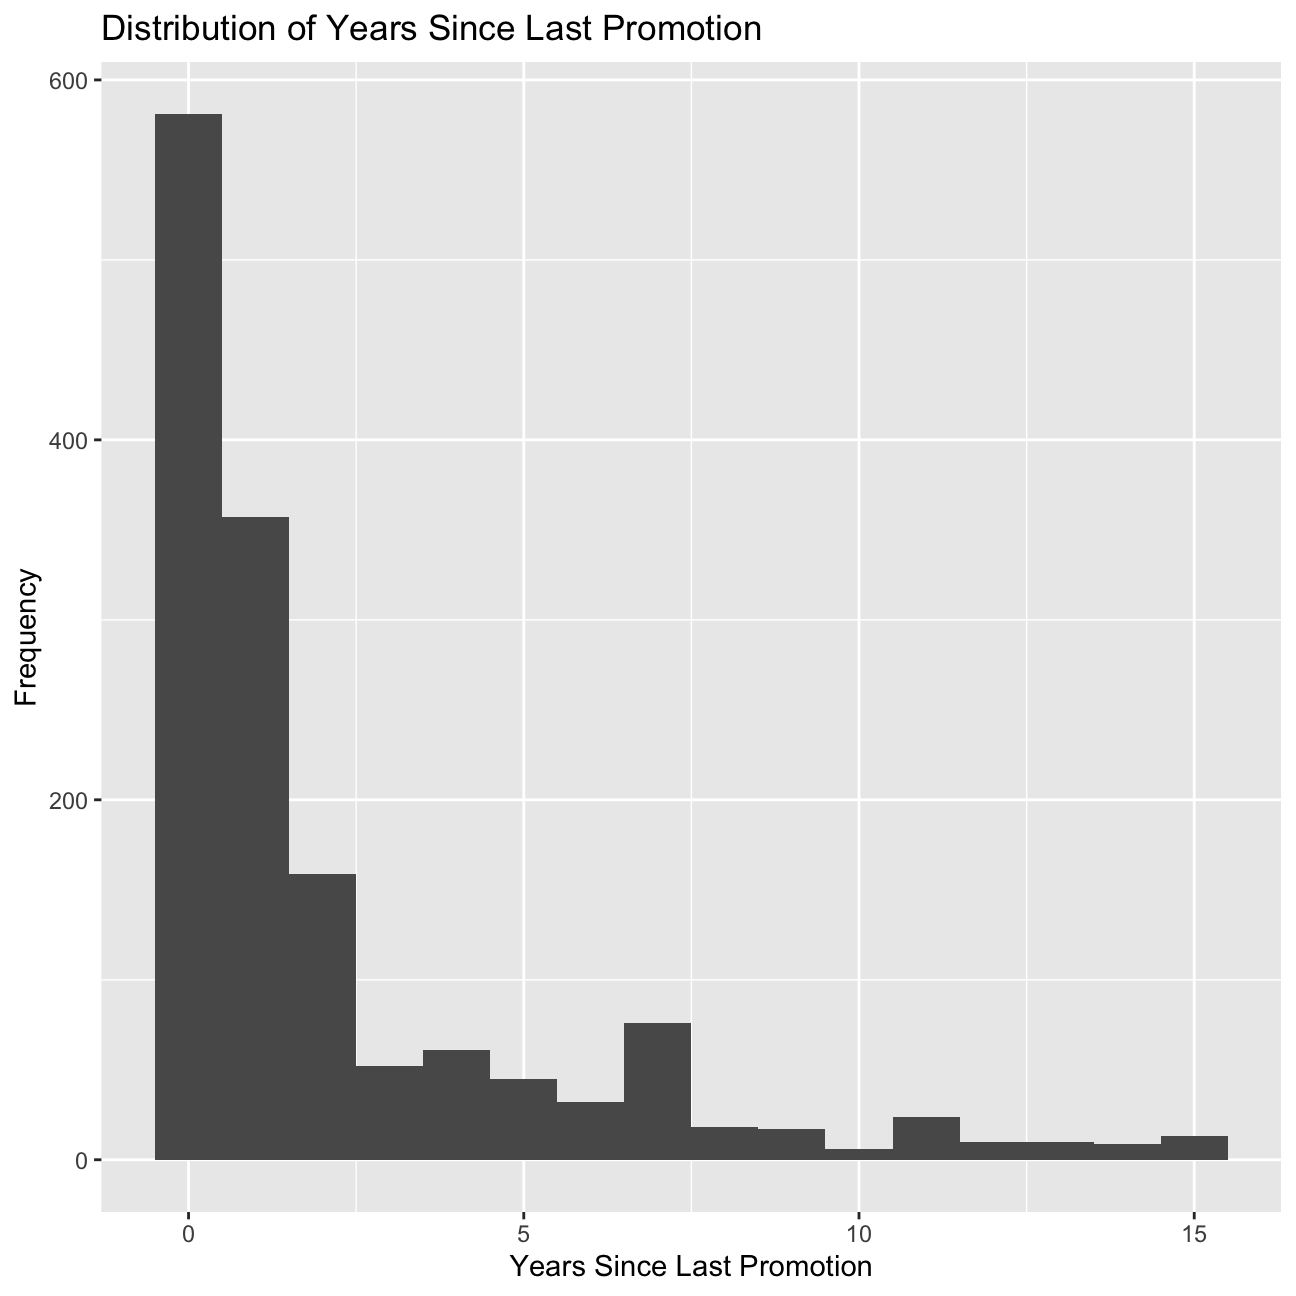 Distribution of Years Since Last Promotion
600
400
200
0
Frequency
0 5 10 15
Years Since Last Promotion